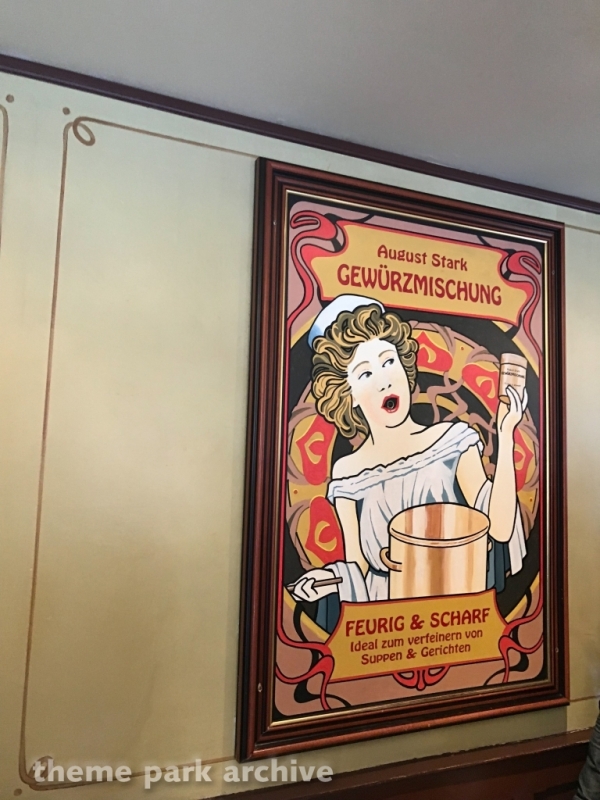 August Stark
GEWÜRZMISCHUNG
FEURIG & SCHARF
Ideal zum verfeinern von
Suppen & Gerichten
theme park archive